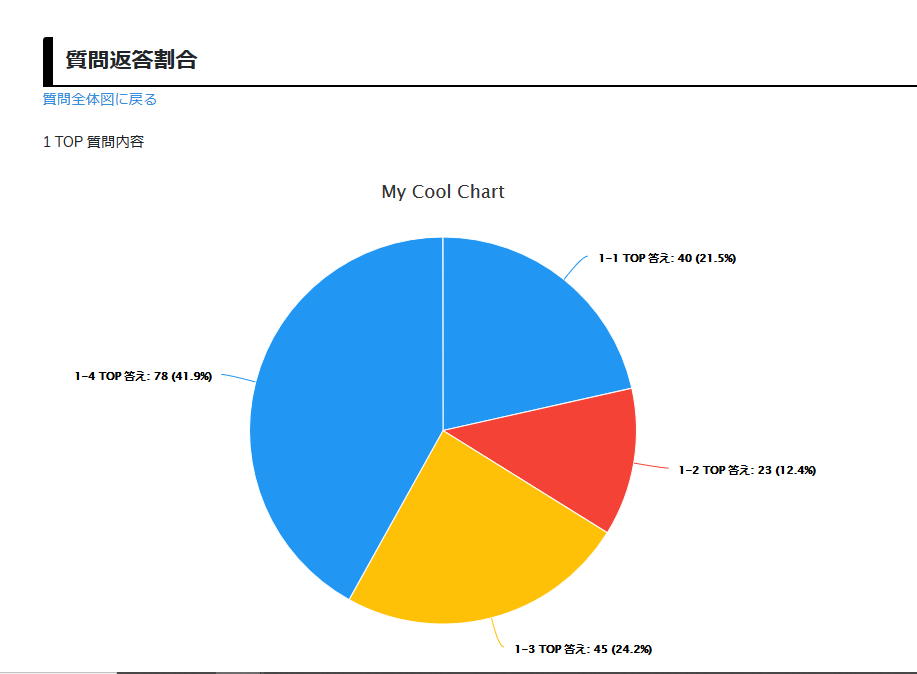 質問返答割合
質問全体図に戻る
1 TOP 質問内容
My Cool Chart
1-1 TOP 答え: 40 (21.5%)
1-4 TOP 答え: 78 (41.9%)
1-2 TOP 答え: 23 (12.4%)
1-3 TOP 答え: 45 (24.2%)